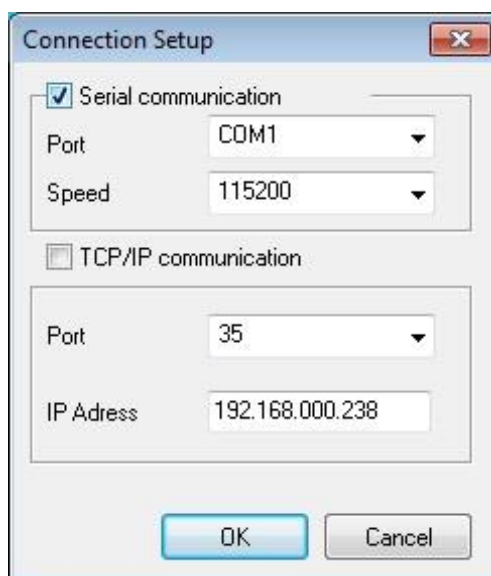 Connection Setup
Serial communication
Port COM1
Speed 115200
TCP/IP communication
Port 35
IP Adress 192.168.000.238
OK Cancel